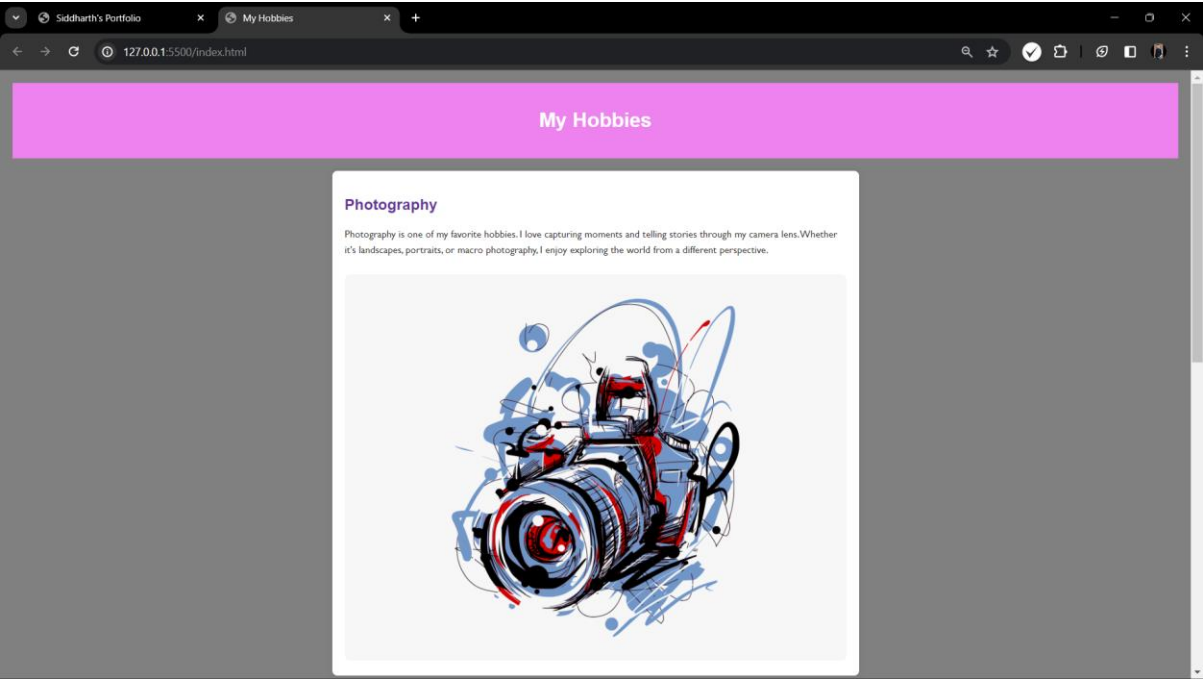 Siddharth's Portfolio
My Hobbies
127.0.0.1:5500/index.html
My Hobbies
Photography
Photography is one of my favorite hobbies. I love capturing moments and telling stories through my camera lens. Whether
it's landscapes, portraits, or macro photography, I enjoy exploring the world from a different perspective.